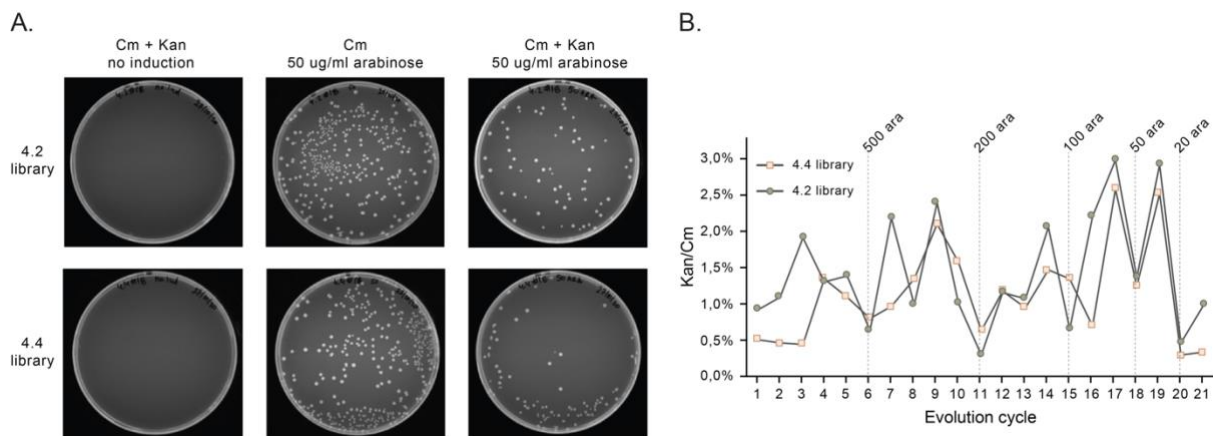 A.
Cm + Kan
no induction
Cm
50 ug/ml arabinose
Cm + Kan
50 ug/ml arabinose
4.2
library
4.4
library
B.
500 ara
200 ara
100 ara
50 ara
20 ara
3,0%
2,5%
2,0%
1,5%
1,0%
0,5%
0,0%
Kan/Cm
4.4 library
4.2 library
1 2 3 4 5 6 7 8 9 10 11 12 13 14 15 16 17 18 19 20 21
Evolution cycle